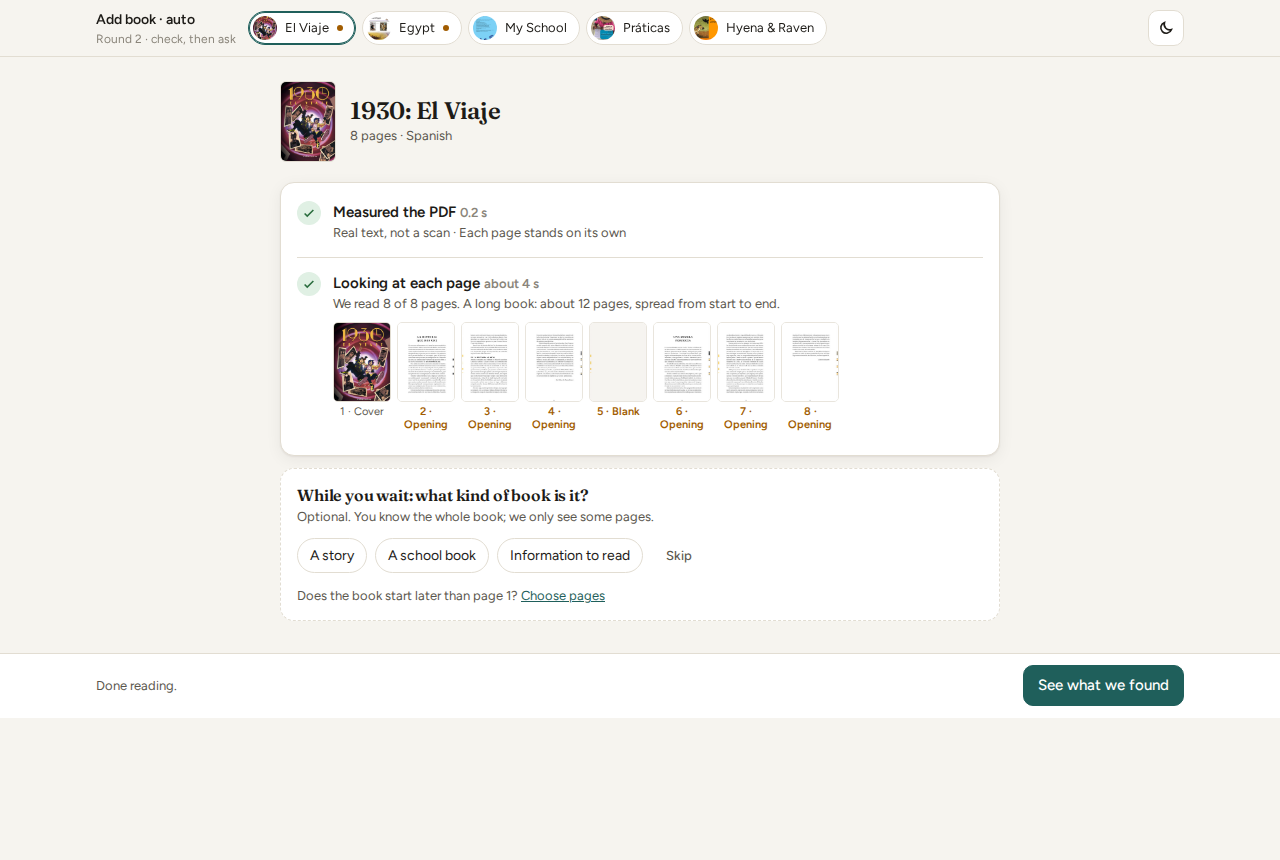 Add book · auto
Round 2 · check, then ask
El Viaje
Egypt
My School
Práticas
Hyena & Raven
1930
EL VIAJE
1930: El Viaje
8 pages · Spanish
Measured the PDF 0.2 s
Real text, not a scan · Each page stands on its own
Looking at each page about 4 s
We read 8 of 8 pages. A long book: about 12 pages, spread from start to end.
1930
EL VIAJE
1 · Cover
2 · Opening
3 · Opening
4 · Opening
5 · Blank
6 · Opening
7 · Opening
8 · Opening
While you wait: what kind of book is it?
Optional. You know the whole book; we only see some pages.
A story
A school book
Information to read
Skip
Does the book start later than page 1? Choose pages
Done reading.
See what we found